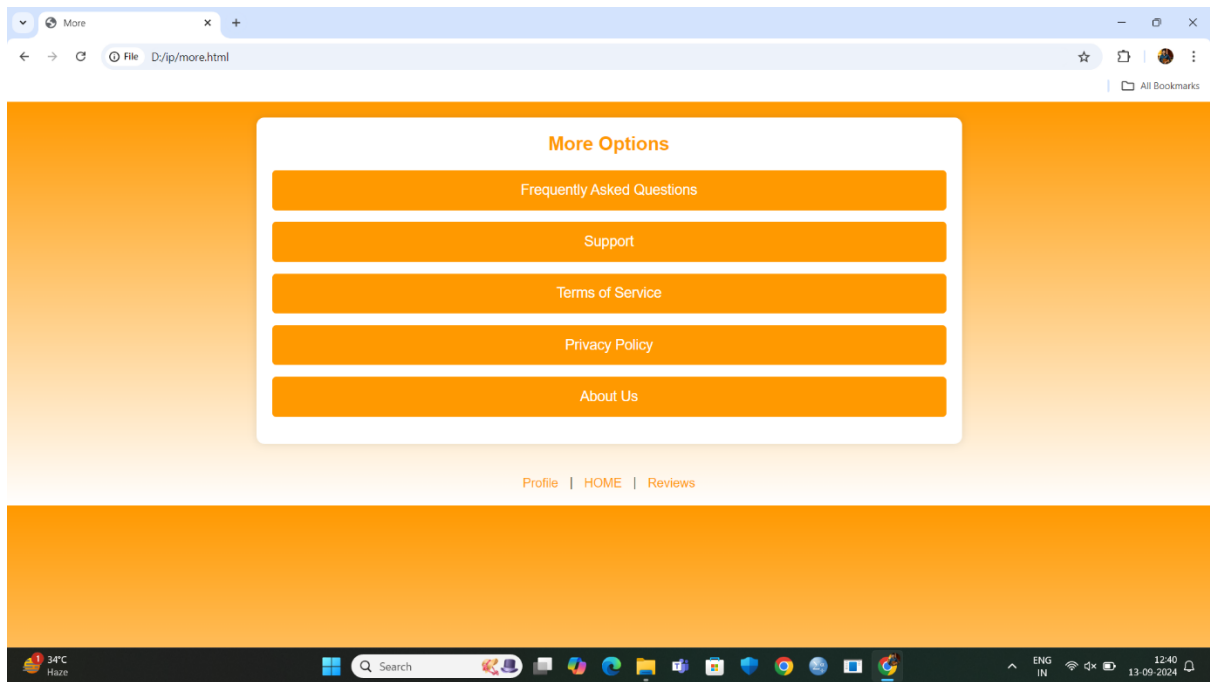 More
File D:/ip/more.html
All Bookmarks
More Options
Frequently Asked Questions
Support
Terms of Service
Privacy Policy
About Us
Profile | HOME | Reviews
1
34°C
Haze
Search
ENG
IN
12:40
13-09-2024